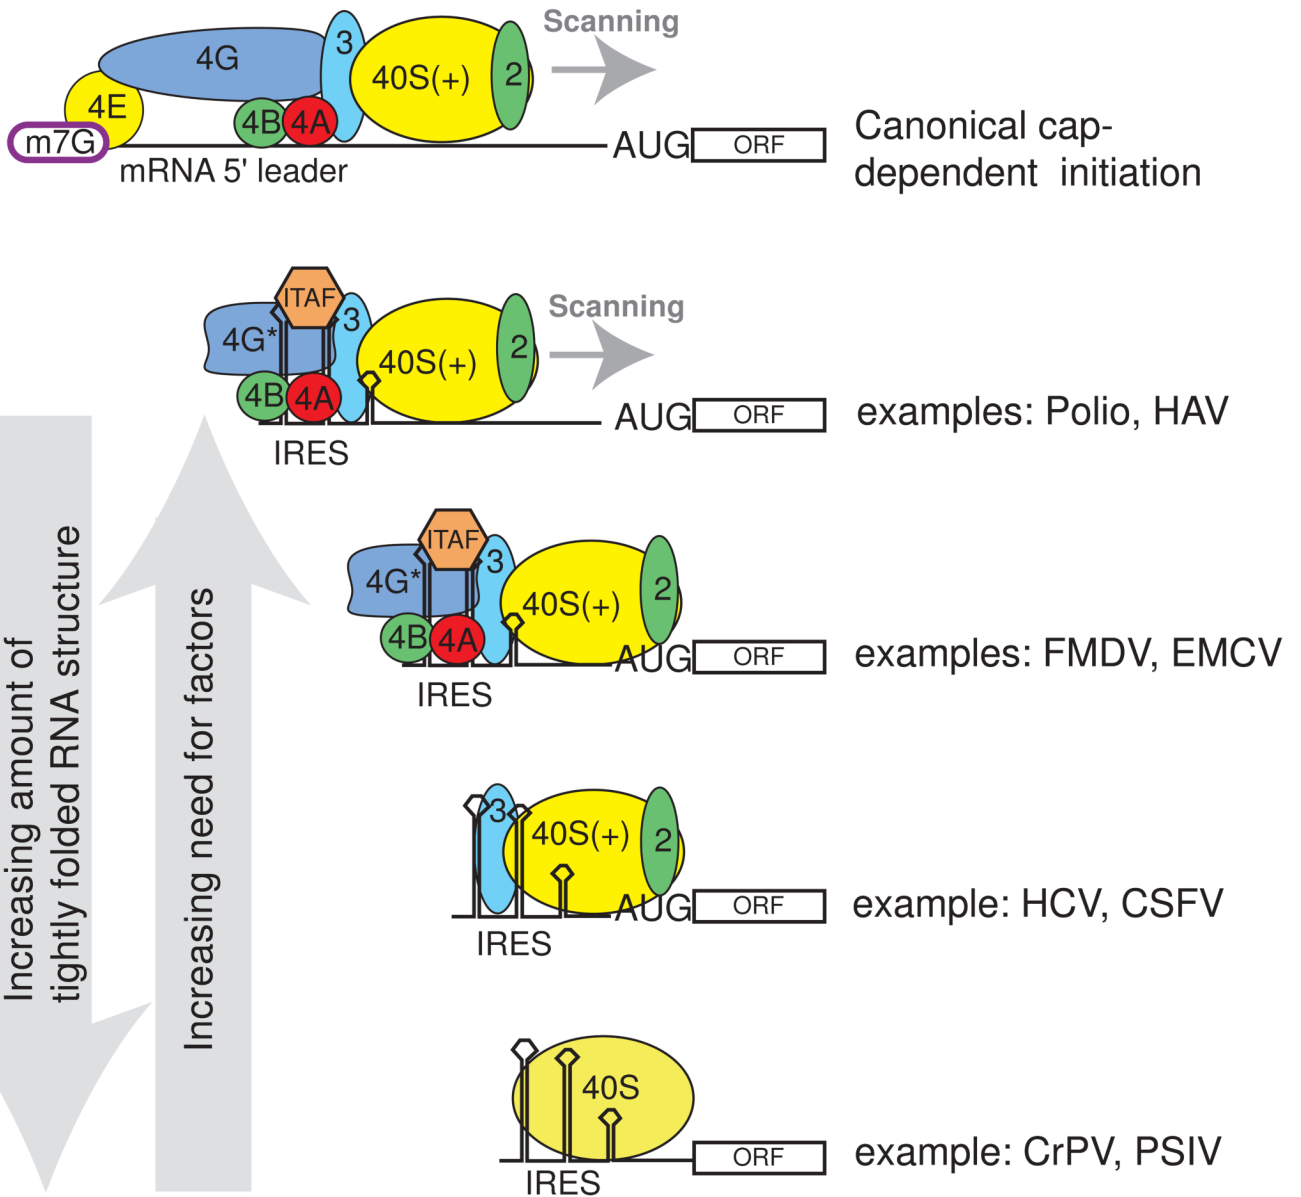 Scanning
4G
3
40S(+)
2
4E
4B
4A
m7G
mRNA 5' leader
AUG
ORF
Canonical cap-
dependent initiation
ITAF
Scanning
4G*
3
40S(+)
2
4B
4A
AUG
ORF
examples: Polio, HAV
IRES
ITAF
4G*
3
40S(+)
2
4B
4A
AUG
ORF
examples: FMDV, EMCV
IRES
3
40S(+)
2
AUG
ORF
example: HCV, CSFV
IRES
40S
ORF
example: CrPV, PSIV
IRES
Increasing amount of
tightly folded RNA structure
Increasing need for factors